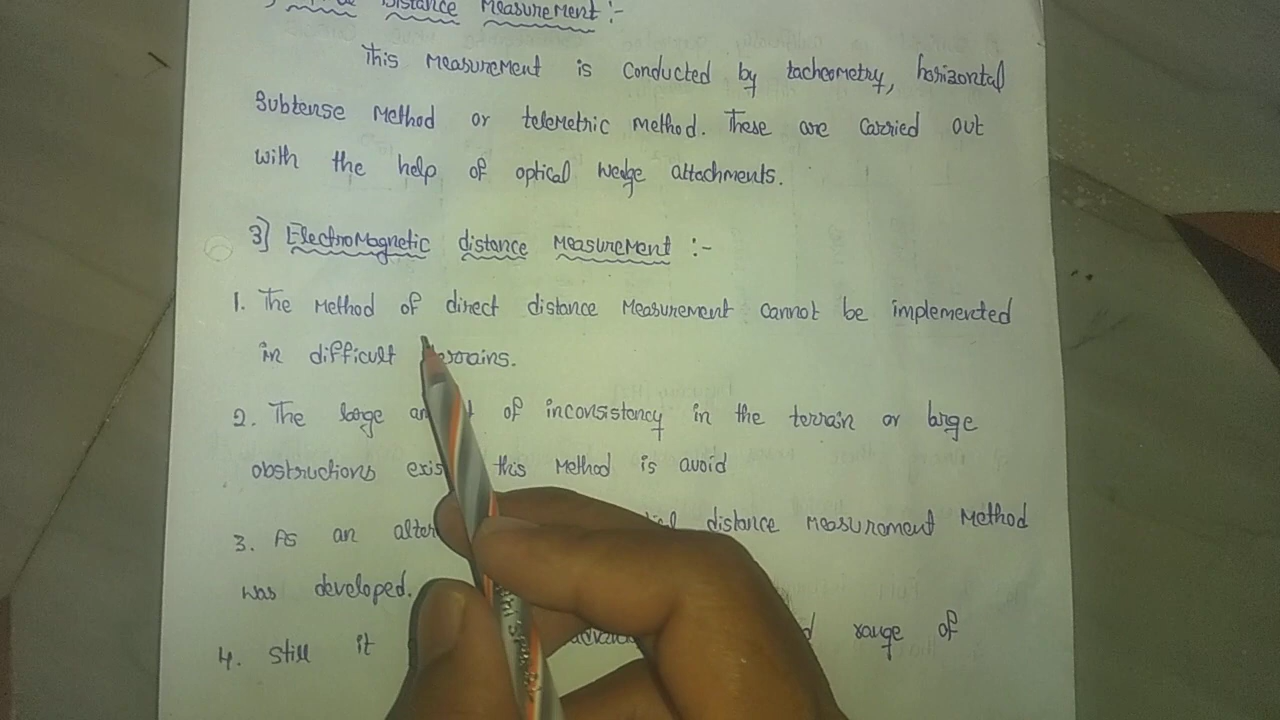 Distance Measurement :-
This Measurement is conducted by tacheometry, horizontal
Subtense Method or telemetric method. These are carried out
with the help of optical wedge attachments.
3] ElectroMagnetic distance Measurement :-
1. The Method of direct distance Measurement cannot be implemented
in difficult terrains.
2. The large of inconsistancy in the terrain or large
obstructions this Method is avoid
3. As an distance measuroment Method
was developed.
4. still it range of